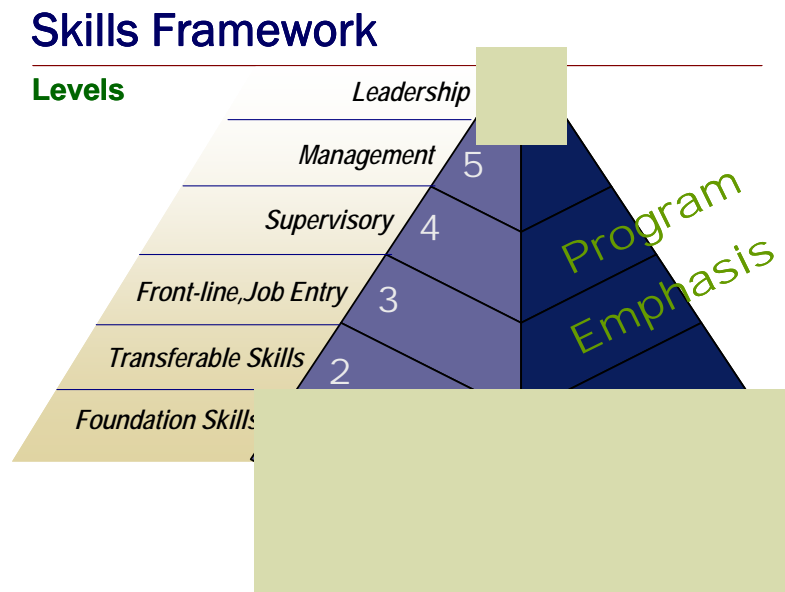 Skills Framework
Levels
Leadership
Management
5
Supervisory
4
Program
Front-line,Job Entry
3
Emphasis
Transferable Skills
2
Foundation Skills